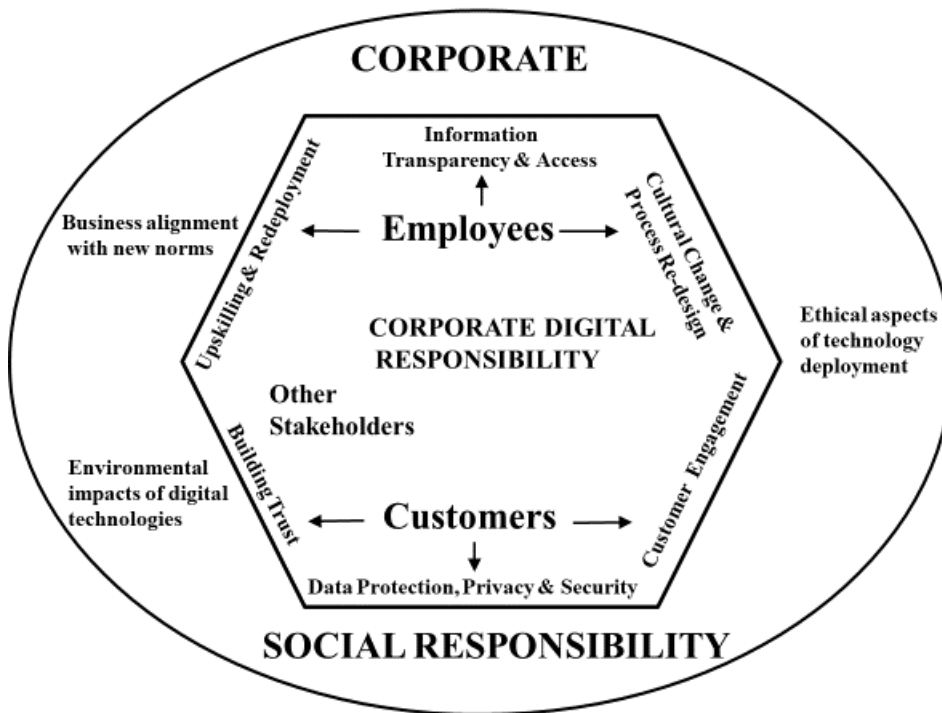 CORPORATE
Information
Transparency & Access
Upskilling & Redeployment
Cultural Change &
Process Re-design
Business alignment
with new norms
Employees
CORPORATE DIGITAL
RESPONSIBILITY
Ethical aspects
of technology
deployment
Other
Stakeholders
Building Trust
Customer Engagement
Environmental
impacts of digital
technologies
Customers
Data Protection, Privacy & Security
SOCIAL RESPONSIBILITY